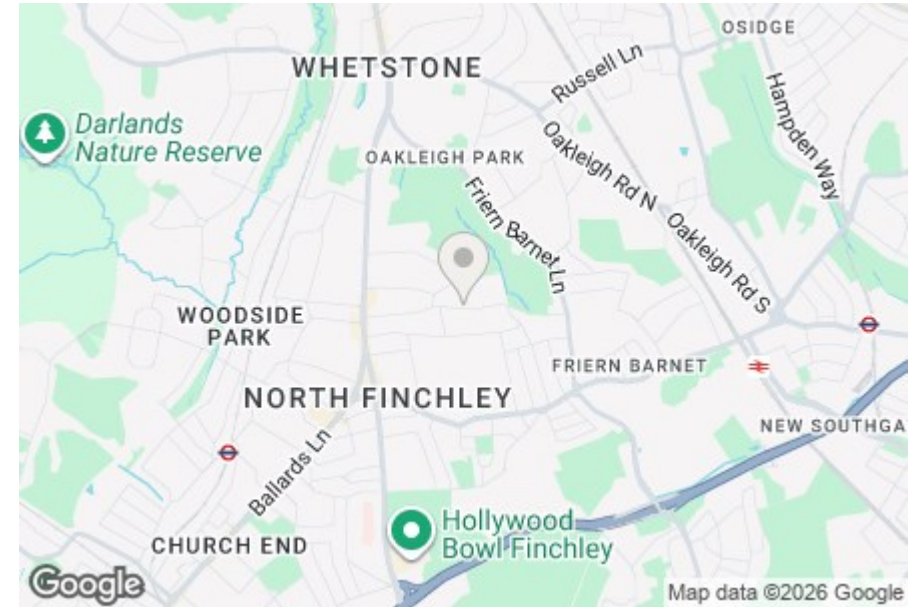 OSIDGE
WHETSTONE
Russell Ln
Hampden Way
Darlands
Nature Reserve
OAKLEIGH PARK
Oakleigh Rd N
Friern Barnet Ln
Oakleigh Rd S
WOODSIDE
PARK
FRIERN BARNET
NORTH FINCHLEY
NEW SOUTHGA
Ballards Ln
Hollywood
Bowl Finchley
CHURCH END
Google
Map data ©2026 Google